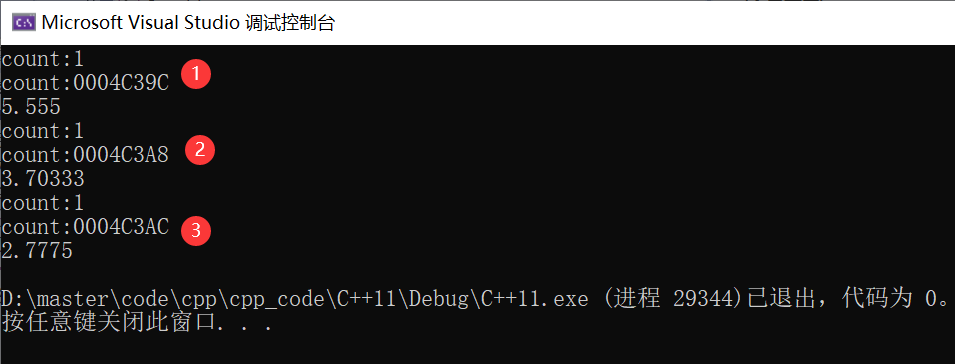 Microsoft Visual Studio 调试控制台
count:1
count:0004C39C 1
5.555
count:1
count:0004C3A8 2
3.70333
count:1
count:0004C3AC 3
2.7775
D:\master\code\cpp\cpp_code\C++11\Debug\C++11.exe (进程 29344)已退出，代码为 0。
按任意键关闭此窗口. . .